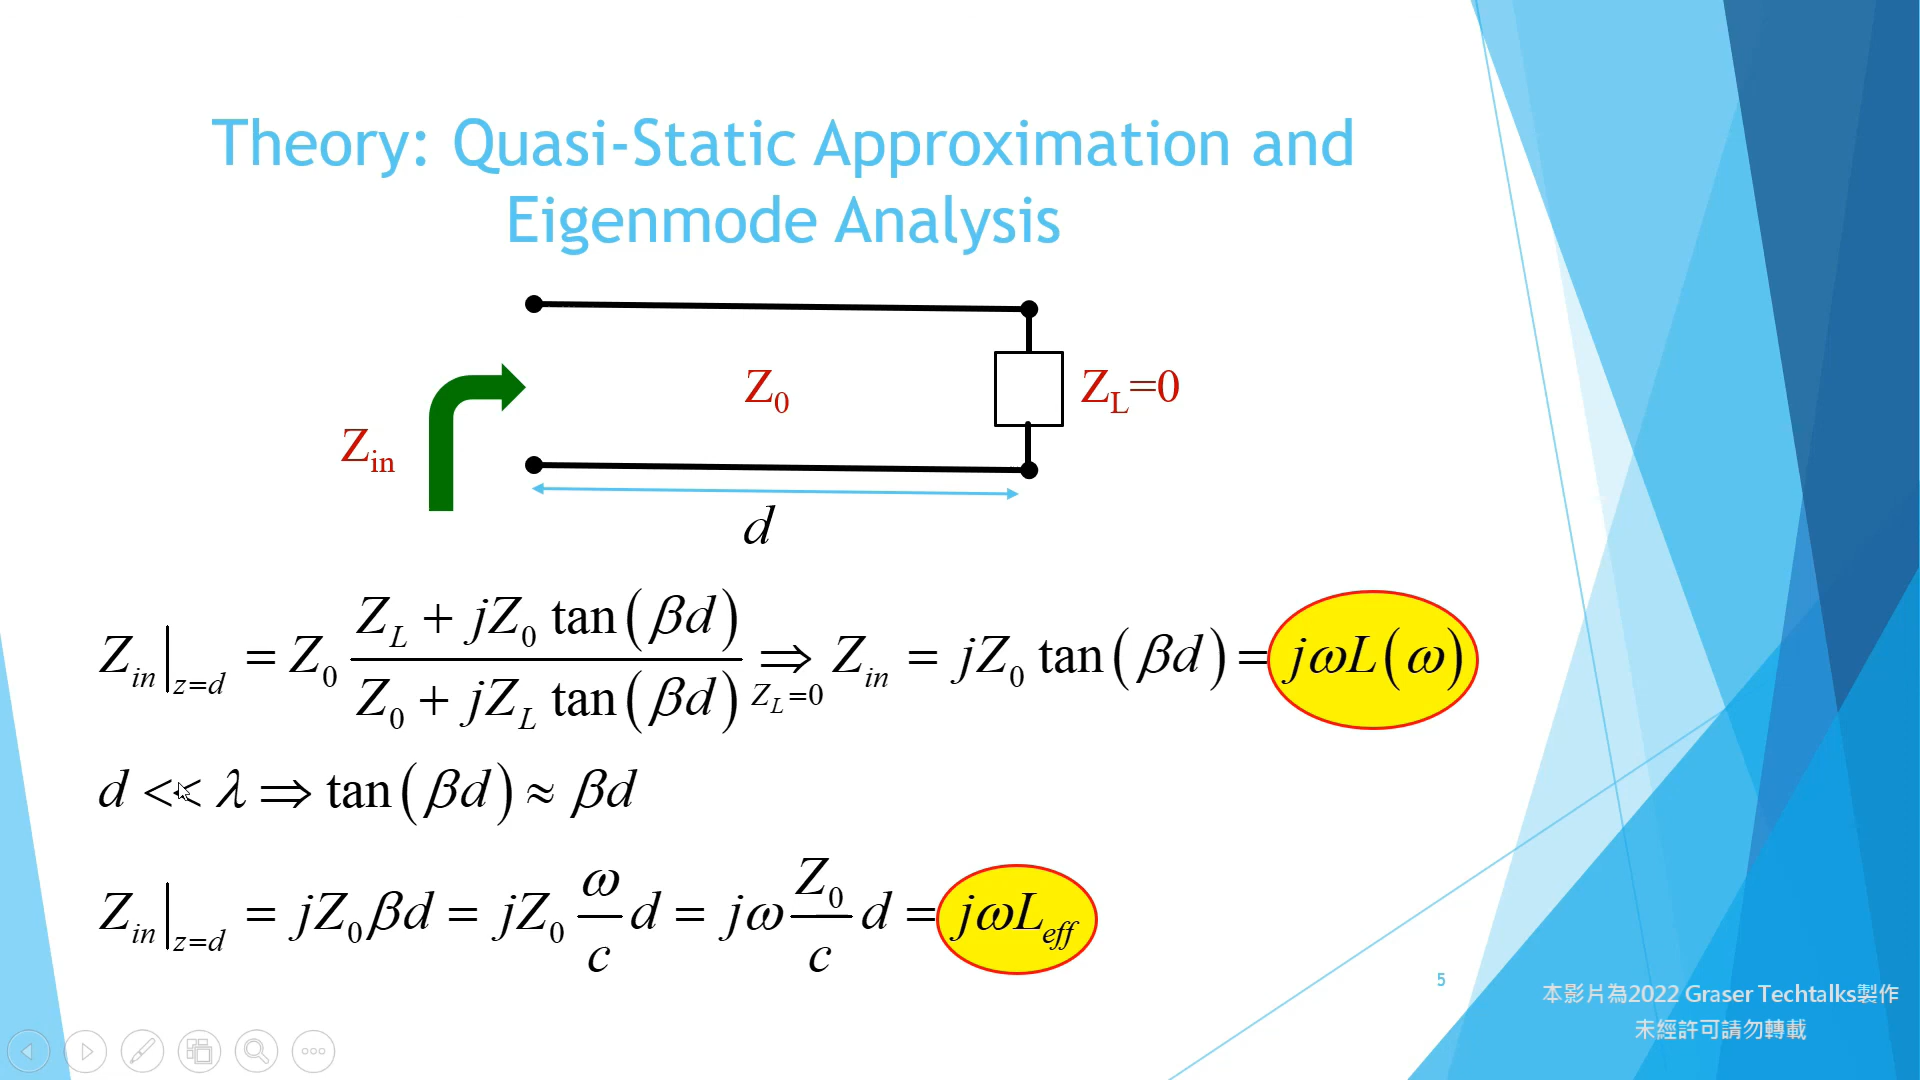 Theory: Quasi-Static Approximation and
Eigenmode Analysis
Z₀
Z_L=0
Z_in
d
Z_in|_{z=d} = Z₀ (Z_L + jZ₀ tan(βd)) / (Z₀ + jZ_L tan(βd)) ⇒_{Z_L=0} Z_in = jZ₀ tan(βd) = jωL(ω)
d << λ ⇒ tan(βd) ≈ βd
Z_in|_{z=d} = jZ₀βd = jZ₀ (ω/c) d = jω (Z₀/c) d = jωL_eff
5
本影片為2022 Graser Techtalks製作
未經許可請勿轉載